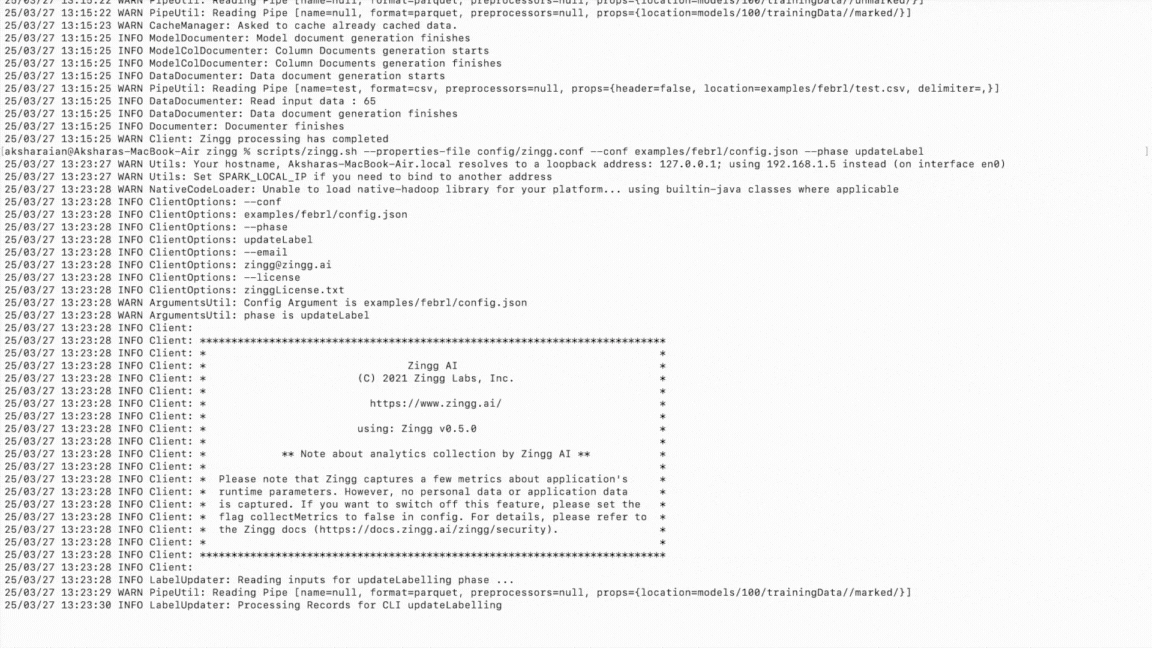 25/03/27 13:15:22 WARN PipeUtil: Reading Pipe [name=null, format=parquet, preprocessors=null, props={location=models/100/trainingData//unmarked/}]
25/03/27 13:15:22 WARN PipeUtil: Reading Pipe [name=null, format=parquet, preprocessors=null, props={location=models/100/trainingData//marked/}]
25/03/27 13:15:23 WARN CacheManager: Asked to cache already cached data.
25/03/27 13:15:25 INFO ModelDocumenter: Model document generation finishes
25/03/27 13:15:25 INFO ModelColDocumenter: Column Documents generation starts
25/03/27 13:15:25 INFO ModelColDocumenter: Column Documents generation finishes
25/03/27 13:15:25 INFO DataDocumenter: Data document generation starts
25/03/27 13:15:25 WARN PipeUtil: Reading Pipe [name=test, format=csv, preprocessors=null, props={header=false, location=examples/febrl/test.csv, delimiter=,}]
25/03/27 13:15:25 INFO DataDocumenter: Read input data : 65
25/03/27 13:15:25 INFO DataDocumenter: Data document generation finishes
25/03/27 13:15:25 INFO Documenter: Documenter finishes
25/03/27 13:15:25 WARN Client: Zingg processing has completed
[aksharaian@Aksharas-MacBook-Air zingg % scripts/zingg.sh --properties-file config/zingg.conf --conf examples/febrl/config.json --phase updateLabel ]
25/03/27 13:23:27 WARN Utils: Your hostname, Aksharas-MacBook-Air.local resolves to a loopback address: 127.0.0.1; using 192.168.1.5 instead (on interface en0)
25/03/27 13:23:27 WARN Utils: Set SPARK_LOCAL_IP if you need to bind to another address
25/03/27 13:23:28 WARN NativeCodeLoader: Unable to load native-hadoop library for your platform... using builtin-java classes where applicable
25/03/27 13:23:28 INFO ClientOptions: --conf
25/03/27 13:23:28 INFO ClientOptions: examples/febrl/config.json
25/03/27 13:23:28 INFO ClientOptions: --phase
25/03/27 13:23:28 INFO ClientOptions: updateLabel
25/03/27 13:23:28 INFO ClientOptions: --email
25/03/27 13:23:28 INFO ClientOptions: zingg@zingg.ai
25/03/27 13:23:28 INFO ClientOptions: --license
25/03/27 13:23:28 INFO ClientOptions: zinggLicense.txt
25/03/27 13:23:28 WARN ArgumentsUtil: Config Argument is examples/febrl/config.json
25/03/27 13:23:28 WARN ArgumentsUtil: phase is updateLabel
25/03/27 13:23:28 INFO Client:
25/03/27 13:23:28 INFO Client: **************************************************************************
25/03/27 13:23:28 INFO Client: * *
25/03/27 13:23:28 INFO Client: * Zingg AI *
25/03/27 13:23:28 INFO Client: * (C) 2021 Zingg Labs, Inc. *
25/03/27 13:23:28 INFO Client: * *
25/03/27 13:23:28 INFO Client: * https://www.zingg.ai/ *
25/03/27 13:23:28 INFO Client: * *
25/03/27 13:23:28 INFO Client: * using: Zingg v0.5.0 *
25/03/27 13:23:28 INFO Client: * *
25/03/27 13:23:28 INFO Client: * ** Note about analytics collection by Zingg AI ** *
25/03/27 13:23:28 INFO Client: * *
25/03/27 13:23:28 INFO Client: * Please note that Zingg captures a few metrics about application's *
25/03/27 13:23:28 INFO Client: * runtime parameters. However, no personal data or application data *
25/03/27 13:23:28 INFO Client: * is captured. If you want to switch off this feature, please set the *
25/03/27 13:23:28 INFO Client: * flag collectMetrics to false in config. For details, please refer to *
25/03/27 13:23:28 INFO Client: * the Zingg docs (https://docs.zingg.ai/zingg/security). *
25/03/27 13:23:28 INFO Client: * *
25/03/27 13:23:28 INFO Client: **************************************************************************
25/03/27 13:23:28 INFO Client:
25/03/27 13:23:28 INFO LabelUpdater: Reading inputs for updateLabelling phase ...
25/03/27 13:23:29 WARN PipeUtil: Reading Pipe [name=null, format=parquet, preprocessors=null, props={location=models/100/trainingData//marked/}]
25/03/27 13:23:30 INFO LabelUpdater: Processing Records for CLI updateLabelling